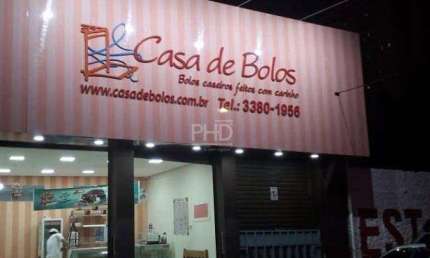 Casa de Bolos
Bolos caseiros feitos com carinho
www.casadebolos.com.br Tel.: 3380-1956
PHD
EST